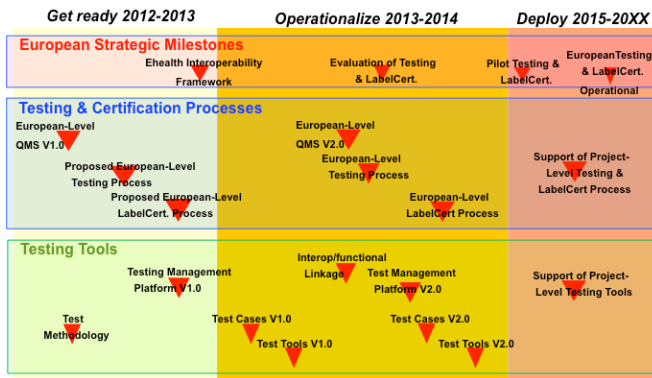 Get ready 2012-2013
Operationalize 2013-2014
Deploy 2015-20XX
European Strategic Milestones
Ehealth Interoperability
Framework
Evaluation of Testing
& LabelCert.
Pilot Testing &
LabelCert.
EuropeanTesting
& LabelCert.
Operational
Testing & Certification Processes
European-Level
QMS V1.0
Proposed European-Level
Testing Process
Proposed European-Level
LabelCert. Process
European-Level
QMS V2.0
European-Level
Testing Process
European-Level
LabelCert Process
Support of Project-
Level Testing &
LabelCert Process
Testing Tools
Testing Management
Platform V1.0
Test
Methodology
Interop/functional
Linkage
Test Management
Platform V2.0
Test Cases V1.0
Test Tools V1.0
Test Cases V2.0
Test Tools V2.0
Support of Project-
Level Testing Tools